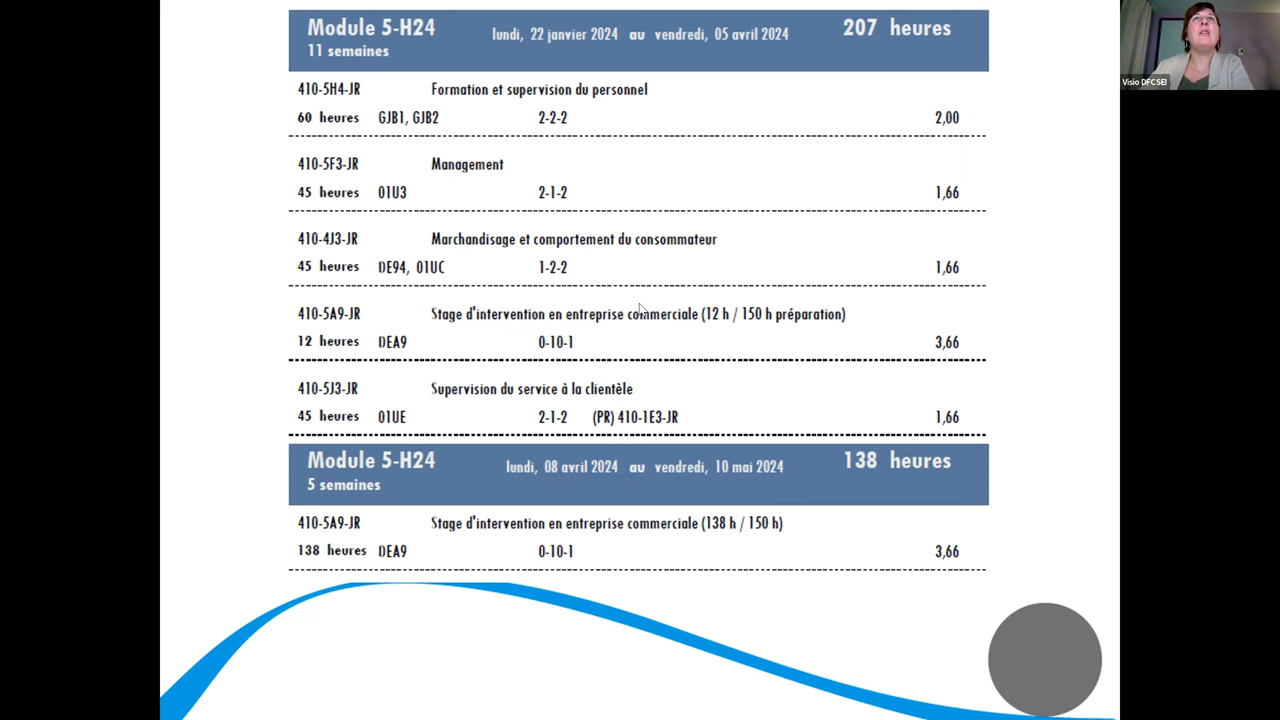 Module 5-H24 lundi, 22 janvier 2024 au vendredi, 05 avril 2024 207 heures
11 semaines
410-5H4-JR Formation et supervision du personnel
60 heures GJB1, GJB2 2-2-2 2,00
410-5F3-JR Management
45 heures 01U3 2-1-2 1,66
410-4J3-JR Marchandisage et comportement du consommateur
45 heures DE94, 01UC 1-2-2 1,66
410-5A9-JR Stage d'intervention en entreprise commerciale (12 h / 150 h préparation)
12 heures DEA9 0-10-1 3,66
410-5J3-JR Supervision du service à la clientèle
45 heures 01UE 2-1-2 (PR) 410-1E3-JR 1,66
Module 5-H24 lundi, 08 avril 2024 au vendredi, 10 mai 2024 138 heures
5 semaines
410-5A9-JR Stage d'intervention en entreprise commerciale (138 h / 150 h)
138 heures DEA9 0-10-1 3,66
Visio DFCSEI